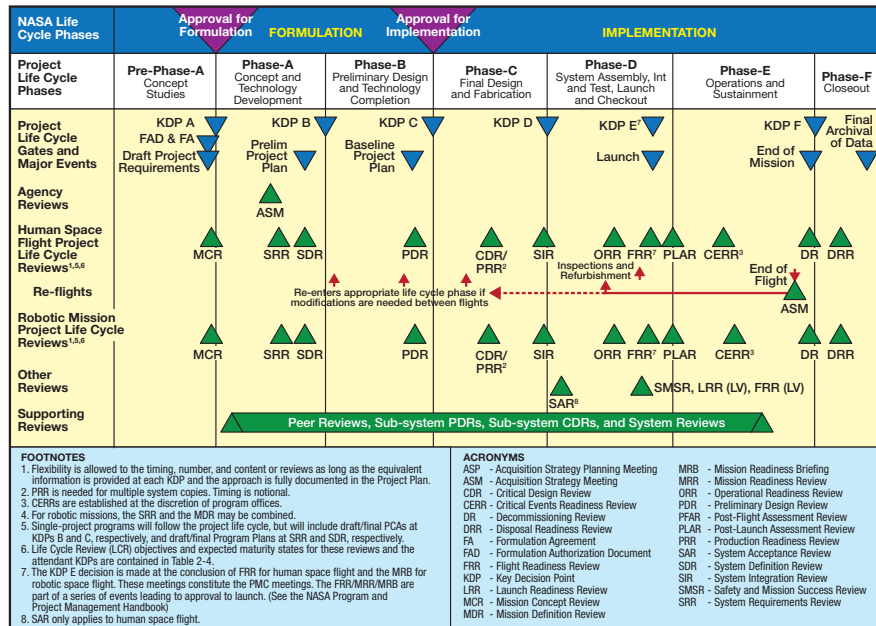 NASA Life
Cycle Phases
Approval for
Formulation
FORMULATION
Approval for
Implementation
IMPLEMENTATION
Project
Life Cycle
Phases
Pre-Phase-A
Concept
Studies
Phase-A
Concept and
Technology
Development
Phase-B
Preliminary Design
and Technology
Completion
Phase-C
Final Design
and Fabrication
Phase-D
System Assembly, Int
and Test, Launch
and Checkout
Phase-E
Operations and
Sustainment
Phase-F
Closeout
Project
Life Cycle
Gates and
Major Events
KDP A
FAD & FA
Draft Project
Requirements
KDP B
Prelim
Project
Plan
KDP C
Baseline
Project
Plan
KDP D
KDP E⁷
Launch
KDP F
End of
Mission
Final
Archival
of Data
Agency
Reviews
ASM
Human Space
Flight Project
Life Cycle
Reviews¹,⁵,⁶
MCR
SRR
SDR
PDR
CDR/
PRR²
SIR
ORR
FRR⁷
PLAR
CERR³
DR
DRR
Re-flights
Re-enters appropriate life cycle phase if
modifications are needed between flights
Inspections and
Refurbishment
End of
Flight
ASM
Robotic Mission
Project Life Cycle
Reviews¹,⁵,⁶
MCR
SRR
SDR
PDR
CDR/
PRR²
SIR
ORR
FRR⁷
PLAR
CERR³
DR
DRR
Other
Reviews
SAR⁸
SMSR, LRR (LV), FRR (LV)
Supporting
Reviews
Peer Reviews, Sub-system PDRs, Sub-system CDRs, and System Reviews
FOOTNOTES
1. Flexibility is allowed to the timing, number, and content or reviews as long as the equivalent
information is provided at each KDP and the approach is fully documented in the Project Plan.
2. PRR is needed for multiple system copies. Timing is notional.
3. CERRs are established at the discretion of program offices.
4. For robotic missions, the SRR and the MDR may be combined.
5. Single-project programs will follow the project life cycle, but will include draft/final PCAs at
KDPs B and C, respectively, and draft/final Program Plans at SRR and SDR, respectively.
6. Life Cycle Review (LCR) objectives and expected maturity states for these reviews and the
attendant KDPs are contained in Table 2-4.
7. The KDP E decision is made at the conclusion of FRR for human space flight and the MRB for
robotic space flight. These meetings constitute the PMC meetings. The FRR/MRR/MRB are
part of a series of events leading to approval to launch. (See the NASA Program and
Project Management Handbook)
8. SAR only applies to human space flight.
ACRONYMS
ASP - Acquisition Strategy Planning Meeting
ASM - Acquisition Strategy Meeting
CDR - Critical Design Review
CERR - Critical Events Readiness Review
DR - Decommissioning Review
DRR - Disposal Readiness Review
FA - Formulation Agreement
FAD - Formulation Authorization Document
FRR - Flight Readiness Review
KDP - Key Decision Point
LRR - Launch Readiness Review
MCR - Mission Concept Review
MDR - Mission Definition Review
MRB - Mission Readiness Briefing
MRR - Mission Readiness Review
ORR - Operational Readiness Review
PDR - Preliminary Design Review
PFAR - Post-Flight Assessment Review
PLAR - Post-Launch Assessment Review
PRR - Production Readiness Review
SAR - System Acceptance Review
SDR - System Definition Review
SIR - System Integration Review
SMSR - Safety and Mission Success Review
SRR - System Requirements Review